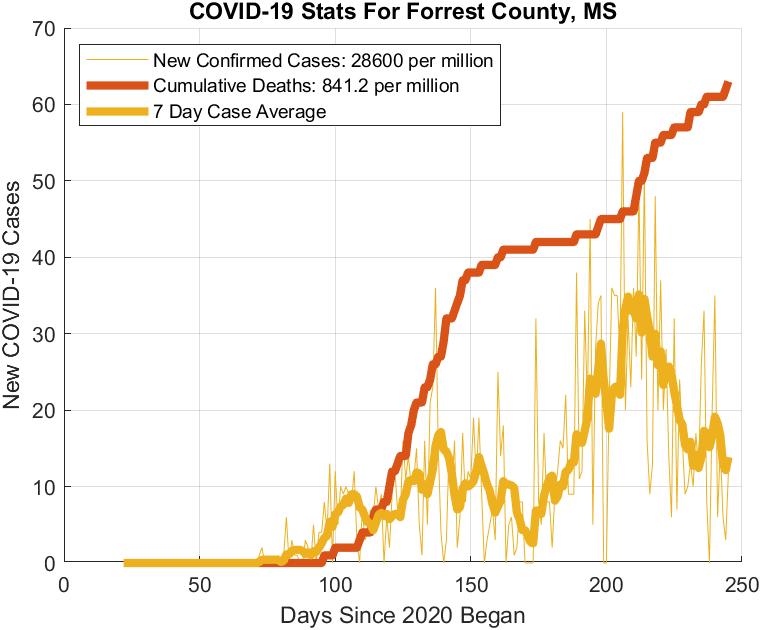 COVID-19 Stats For Forrest County, MS
New Confirmed Cases: 28600 per million
Cumulative Deaths: 841.2 per million
7 Day Case Average
New COVID-19 Cases
70
60
50
40
30
20
10
0
0 50 100 150 200 250
Days Since 2020 Began